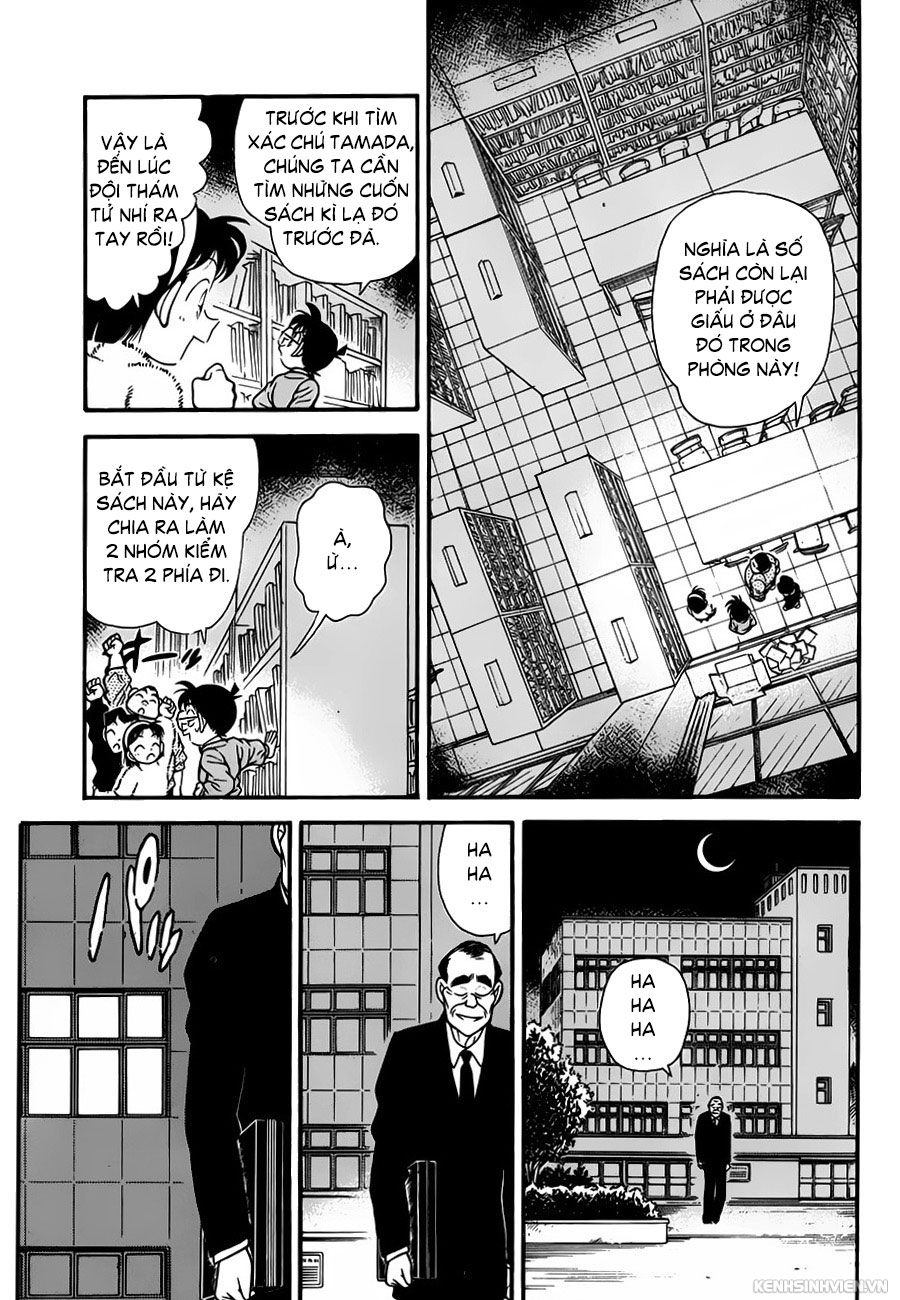 NGHĨA LÀ SỐ
SÁCH CÒN LẠI
PHẢI ĐƯỢC
GIẤU Ở ĐÂU
ĐÓ TRONG
PHÒNG NÀY!
TRƯỚC KHI TÌM
XÁC CHÚ TAMADA,
CHÚNG TA CẦN
TÌM NHỮNG CUỐN
SÁCH KÌ LẠ ĐÓ
TRƯỚC ĐÃ.
VẬY LÀ
ĐẾN LÚC
ĐỘI THÁM
TỬ NHÍ RA
TAY RỒI!
À,
Ừ...
BẮT ĐẦU TỪ KỆ
SÁCH NÀY, HÃY
CHIA RA LÀM
2 NHÓM KIỂM
TRA 2 PHÍA ĐI.
HA
HA
HA
...
HA
HA
...
KENHSINHVIEN.VN